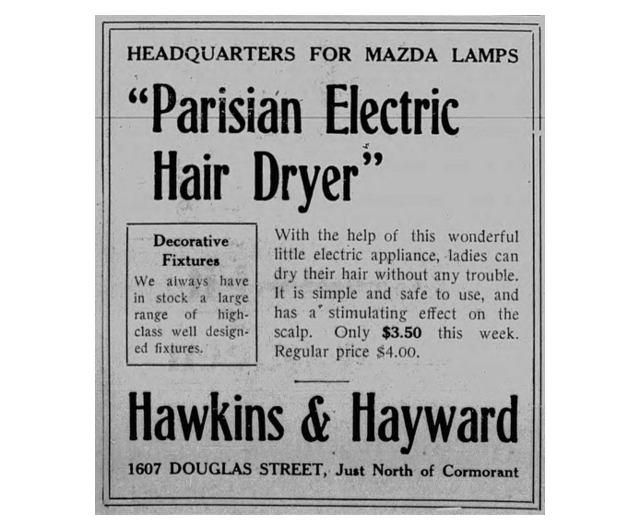 HEADQUARTERS FOR MAZDA LAMPS
“Parisian Electric
Hair Dryer”
Decorative
Fixtures
We always have
in stock a large
range of high-
class well design-
ed fixtures.
With the help of this wonderful
little electric appliance, ladies can
dry their hair without any trouble.
It is simple and safe to use, and
has a stimulating effect on the
scalp. Only $3.50 this week.
Regular price $4.00.
Hawkins & Hayward
1607 DOUGLAS STREET, Just North of Cormorant